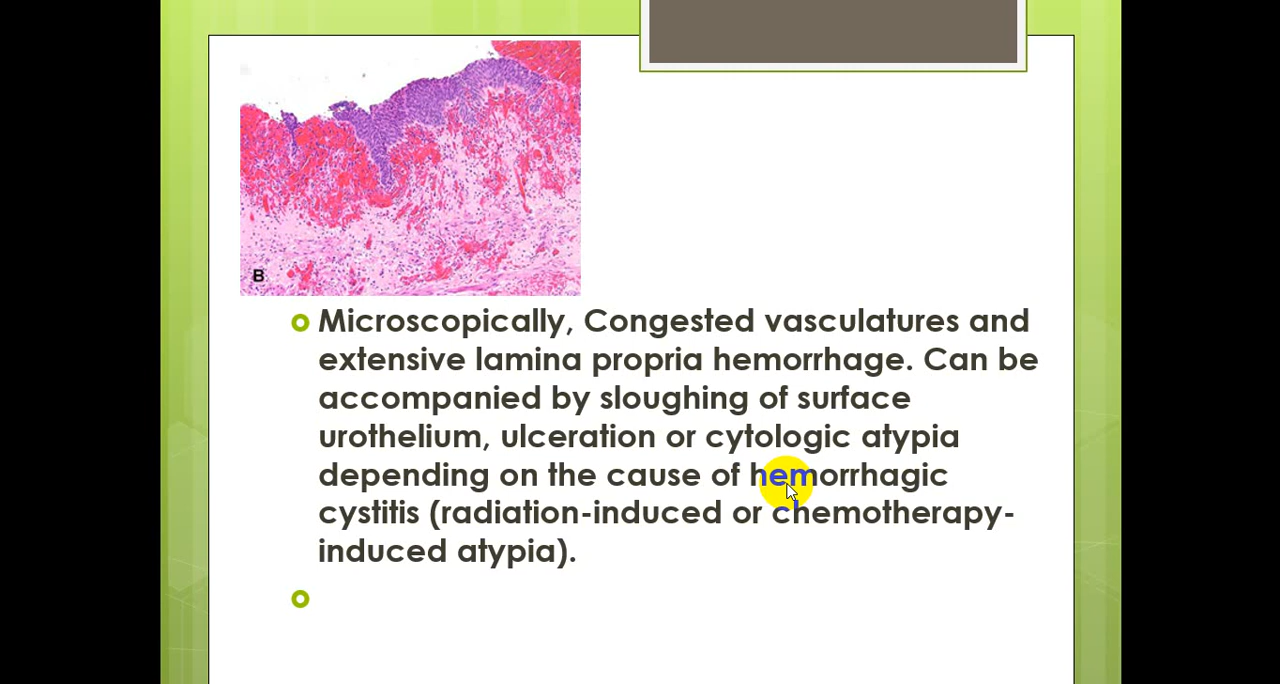 B
Microscopically, Congested vasculatures and
extensive lamina propria hemorrhage. Can be
accompanied by sloughing of surface
urothelium, ulceration or cytologic atypia
depending on the cause of hemorrhagic
cystitis (radiation-induced or chemotherapy-
induced atypia).